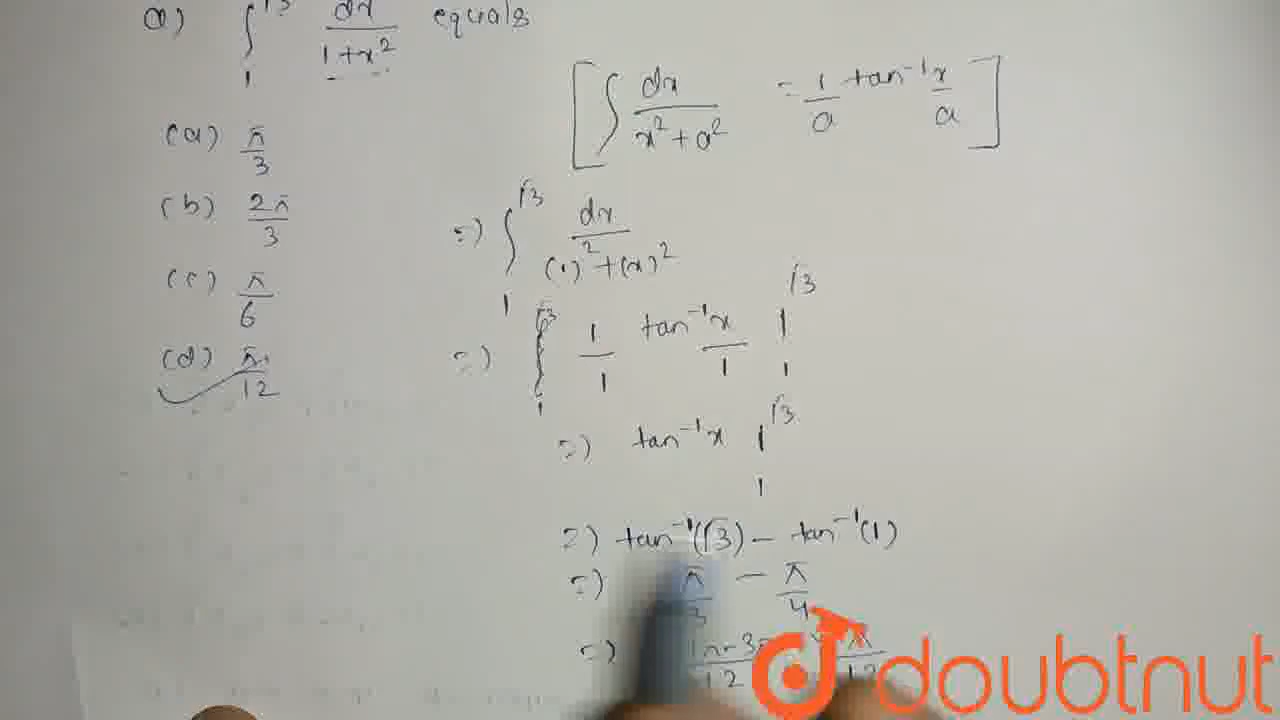 a) ∫₁^√3 dx/1+x² equals
[∫ dx/x²+a² = 1/a tan⁻¹ x/a]
(a) π/3
(b) 2π/3
(c) π/6
(d) π/12
=) ∫₁^√3 dx/(1)²+(x)²
=) 1/1 tan⁻¹ x/1 |₁^√3
=) tan⁻¹x |₁^√3
=) tan⁻¹(√3) – tan⁻¹(1)
=) π/3 – π/4
=)
doubtnut